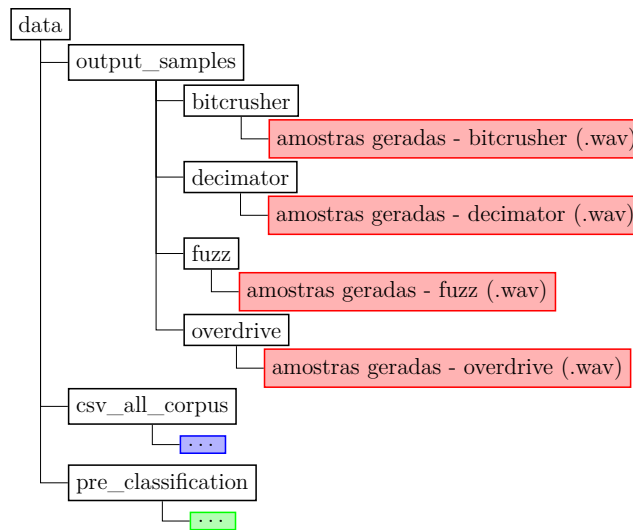 data
output_samples
bitcrusher
amostras geradas - bitcrusher (.wav)
decimator
amostras geradas - decimator (.wav)
fuzz
amostras geradas - fuzz (.wav)
overdrive
amostras geradas - overdrive (.wav)
csv_all_corpus
...
pre_classification
...